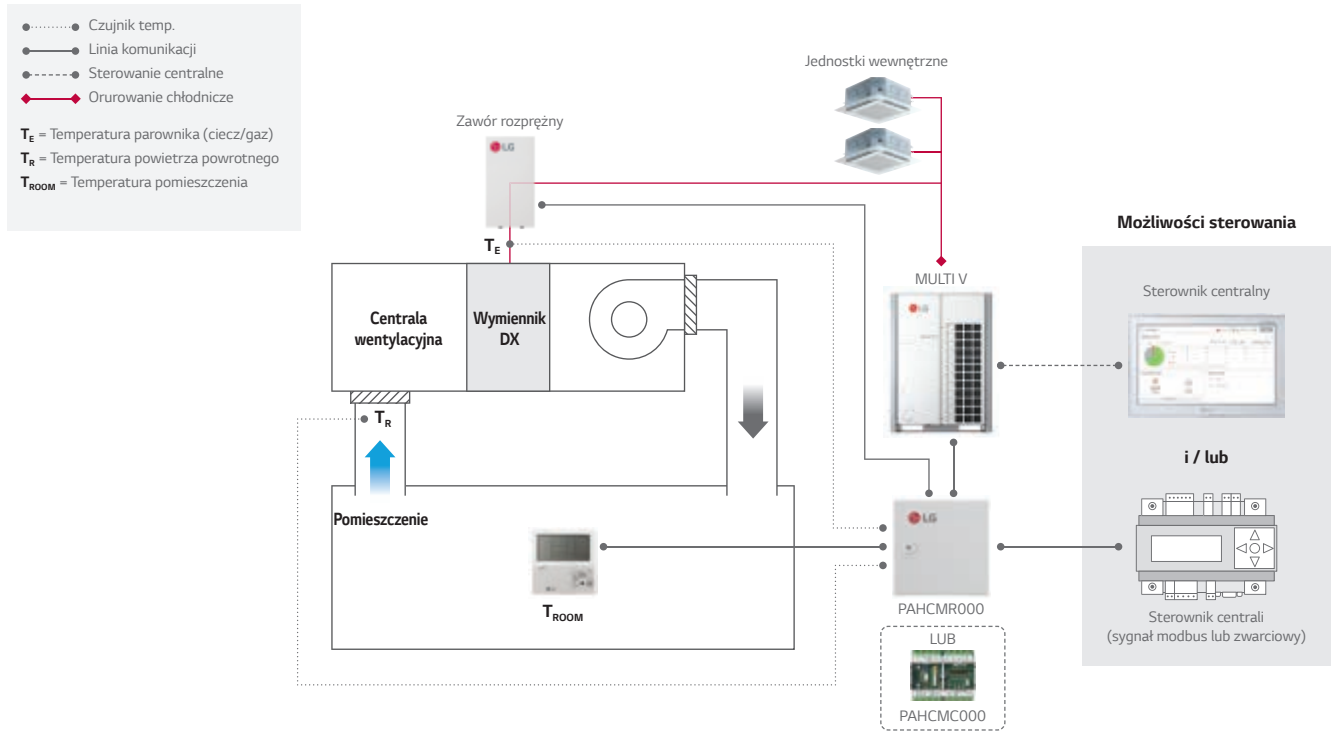 Czujnik temp.
Linia komunikacji
Sterowanie centralne
Orurowanie chłodnicze
TE = Temperatura parownika (ciecz/gaz)
TR = Temperatura powietrza powrotnego
TROOM = Temperatura pomieszczenia
Jednostki wewnętrzne
Zawór rozprężny
LG
TE
Możliwości sterowania
MULTI V
LG
Sterownik centralny
Centrala
wentylacyjna
Wymiennik
DX
TR
i / lub
Pomieszczenie
LG
TROOM
PAHCMR000
Sterownik centrali
(sygnał modbus lub zwarciowy)
LUB
PAHCMC000